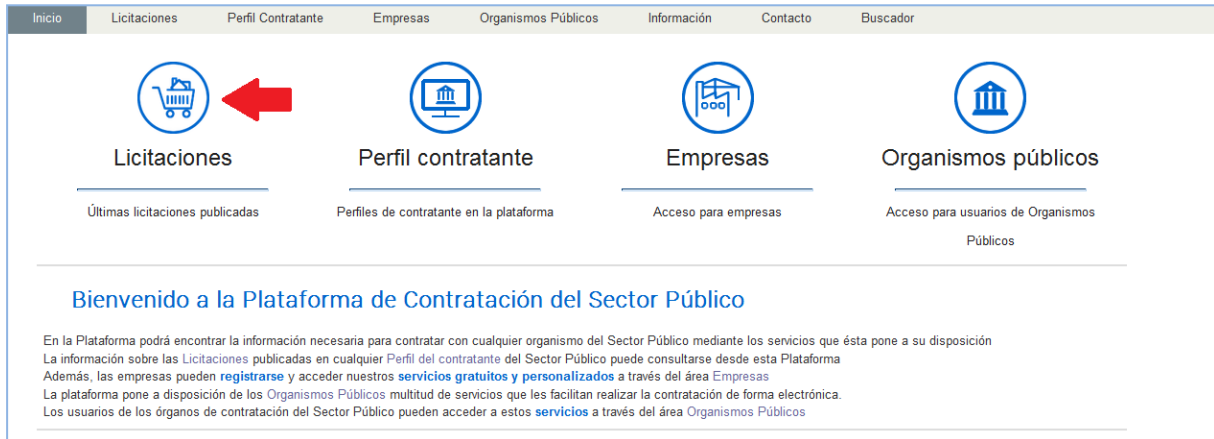 Inicio Licitaciones Perfil Contratante Empresas Organismos Públicos Información Contacto Buscador
Licitaciones Perfil contratante Empresas Organismos públicos
Últimas licitaciones publicadas Perfiles de contratante en la plataforma Acceso para empresas Acceso para usuarios de Organismos
Públicos
Bienvenido a la Plataforma de Contratación del Sector Público
En la Plataforma podrá encontrar la información necesaria para contratar con cualquier organismo del Sector Público mediante los servicios que ésta pone a su disposición
La información sobre las Licitaciones publicadas en cualquier Perfil del contratante del Sector Público puede consultarse desde esta Plataforma
Además, las empresas pueden registrarse y acceder nuestros servicios gratuitos y personalizados a través del área Empresas
La plataforma pone a disposición de los Organismos Públicos multitud de servicios que les facilitan realizar la contratación de forma electrónica.
Los usuarios de los órganos de contratación del Sector Público pueden acceder a estos servicios a través del área Organismos Públicos